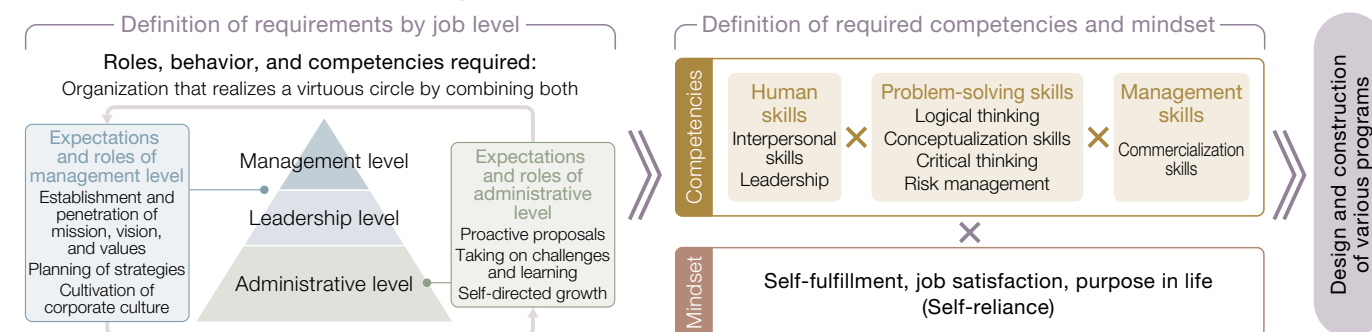 Definition of requirements by job level
Roles, behavior, and competencies required:
Organization that realizes a virtuous circle by combining both
Expectations
and roles of
management level
Establishment and
penetration of
mission, vision,
and values
Planning of strategies
Cultivation of
corporate culture
Management level
Leadership level
Administrative level
Expectations
and roles of
administrative
level
Proactive proposals
Taking on challenges
and learning
Self-directed growth
Definition of required competencies and mindset
Competencies
Human
skills
Interpersonal
skills
Leadership
×
Problem-solving skills
Logical thinking
Conceptualization skills
Critical thinking
Risk management
×
Management
skills
Commercialization
skills
×
Mindset
Self-fulfillment, job satisfaction, purpose in life
(Self-reliance)
Design and construction
of various programs